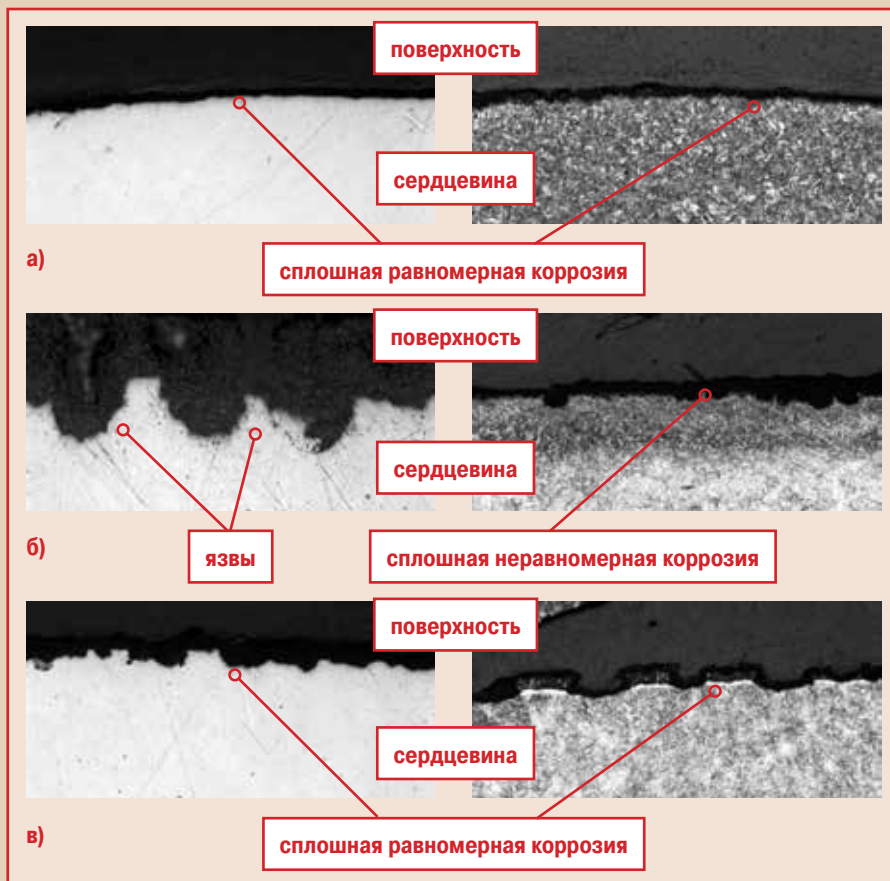 поверхность
сердцевина
сплошная равномерная коррозия
а)
поверхность
сердцевина
язвы
сплошная неравномерная коррозия
б)
поверхность
сердцевина
сплошная равномерная коррозия
в)